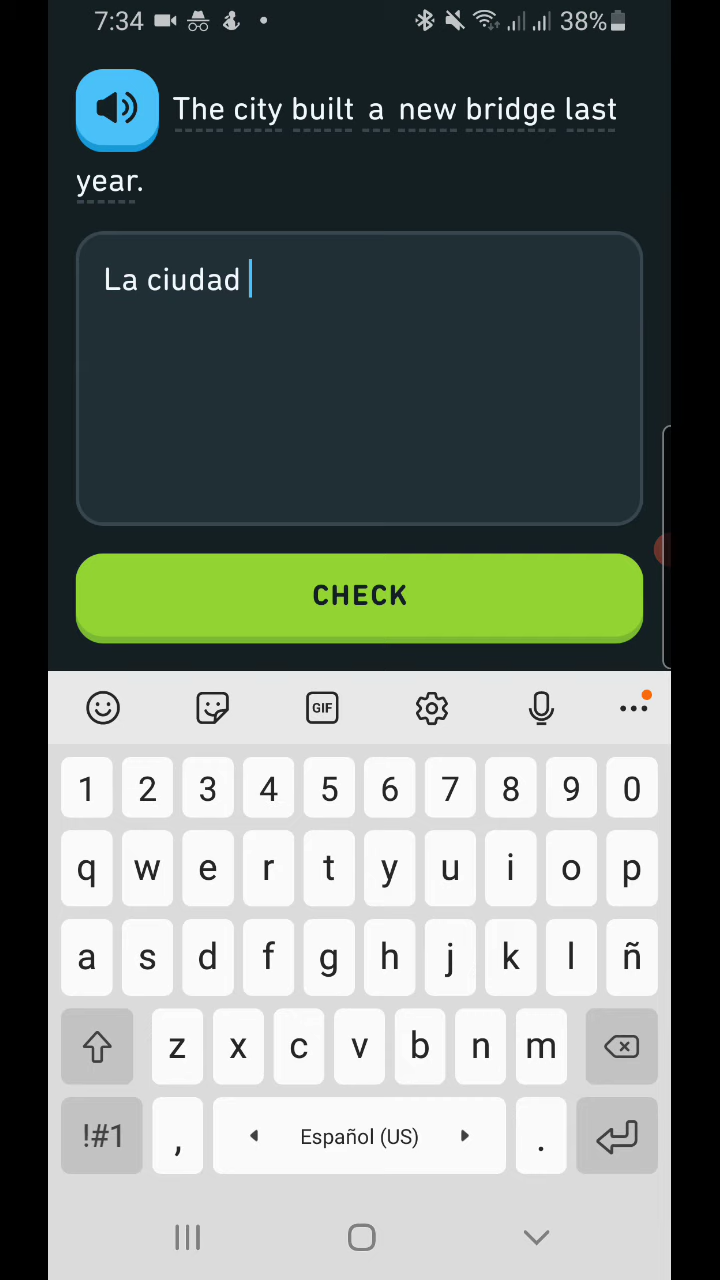 7:34 38%
The city built a new bridge last
year.
La ciudad
CHECK
GIF
1 2 3 4 5 6 7 8 9 0
q w e r t y u i o p
a s d f g h j k l ñ
z x c v b n m
!#1 , Español (US) .